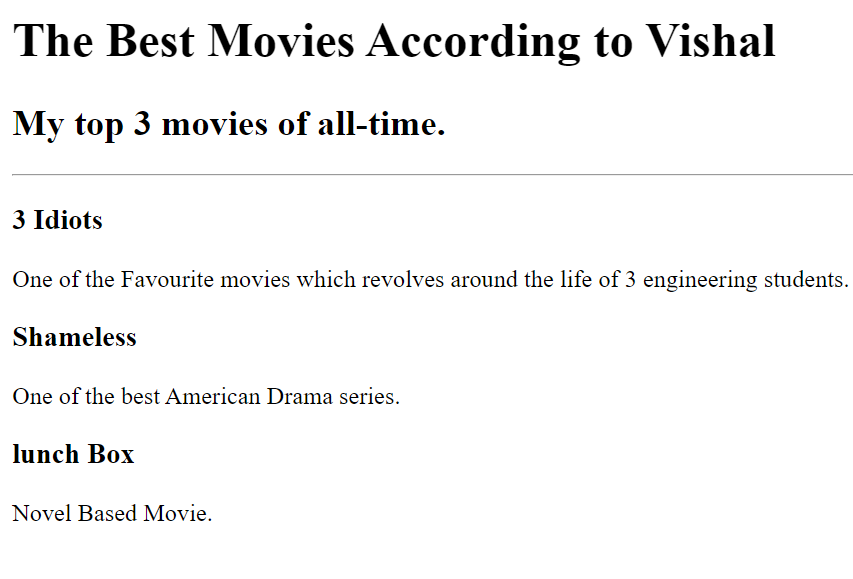 The Best Movies According to Vishal
My top 3 movies of all-time.
3 Idiots
One of the Favourite movies which revolves around the life of 3 engineering students.
Shameless
One of the best American Drama series.
lunch Box
Novel Based Movie.